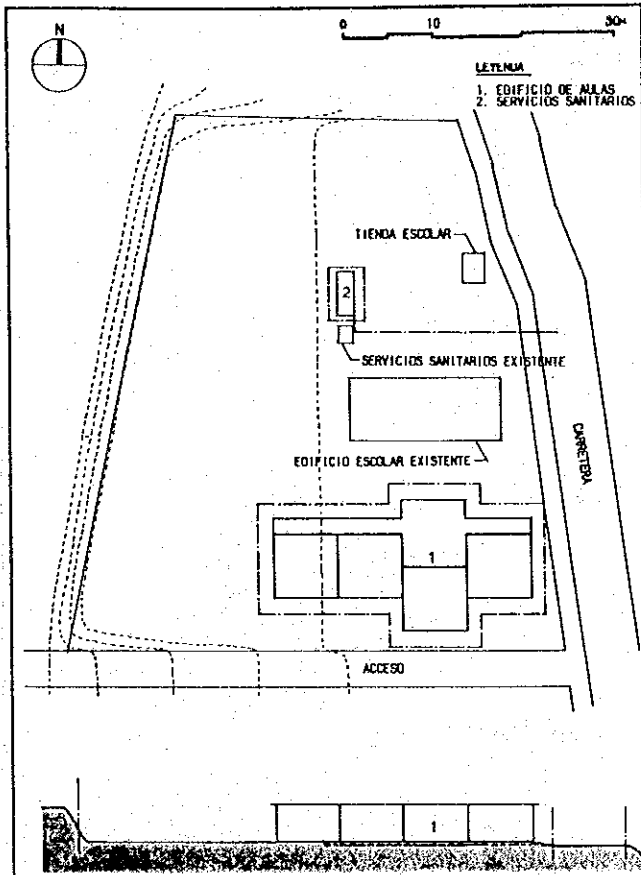 N
0 10 30M
LEYENDA
1. EDIFICIO DE AULAS
2. SERVICIOS SANITARIOS
TIENDA ESCOLAR
2
SERVICIOS SANITARIOS EXISTENTE
EDIFICIO ESCOLAR EXISTENTE
CARRETERA
1
ACCESO
1